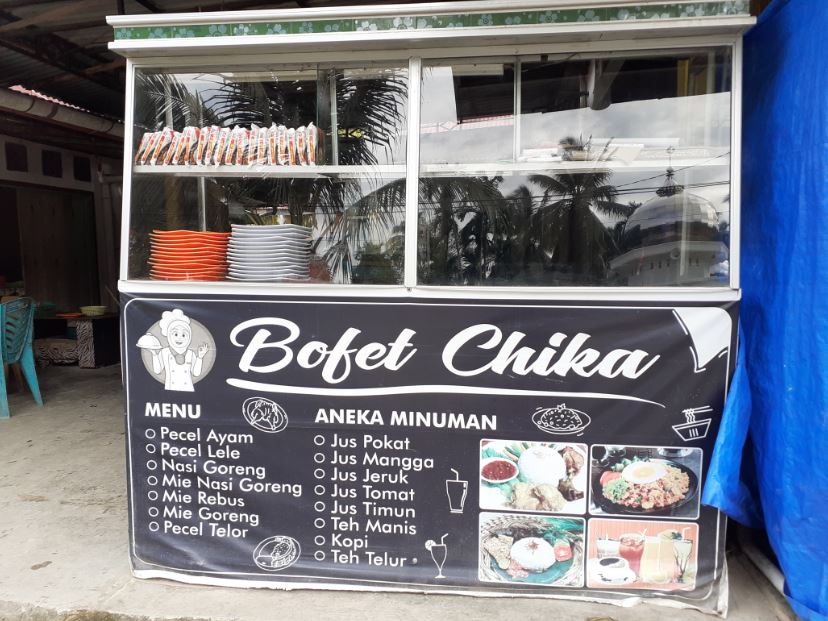 Bofet Chika
MENU
Pecel Ayam
Pecel Lele
Nasi Goreng
Mie Nasi Goreng
Mie Rebus
Mie Goreng
Pecel Telor
ANEKA MINUMAN
Jus Pokat
Jus Mangga
Jus Jeruk
Jus Tomat
Jus Timun
Teh Manis
Kopi
Teh Telur